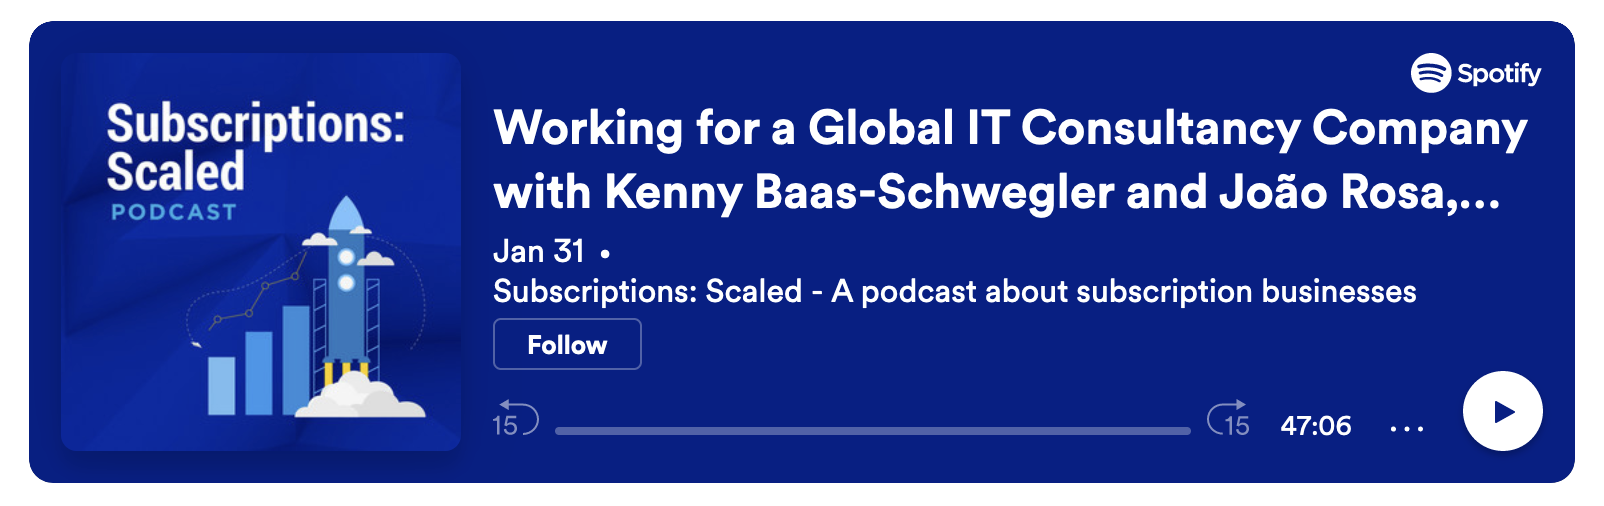 Subscriptions:
Scaled
PODCAST
Spotify
Working for a Global IT Consultancy Company
with Kenny Baas-Schwegler and João Rosa,...
Jan 31 •
Subscriptions: Scaled - A podcast about subscription businesses
Follow
15
15
47:06
...